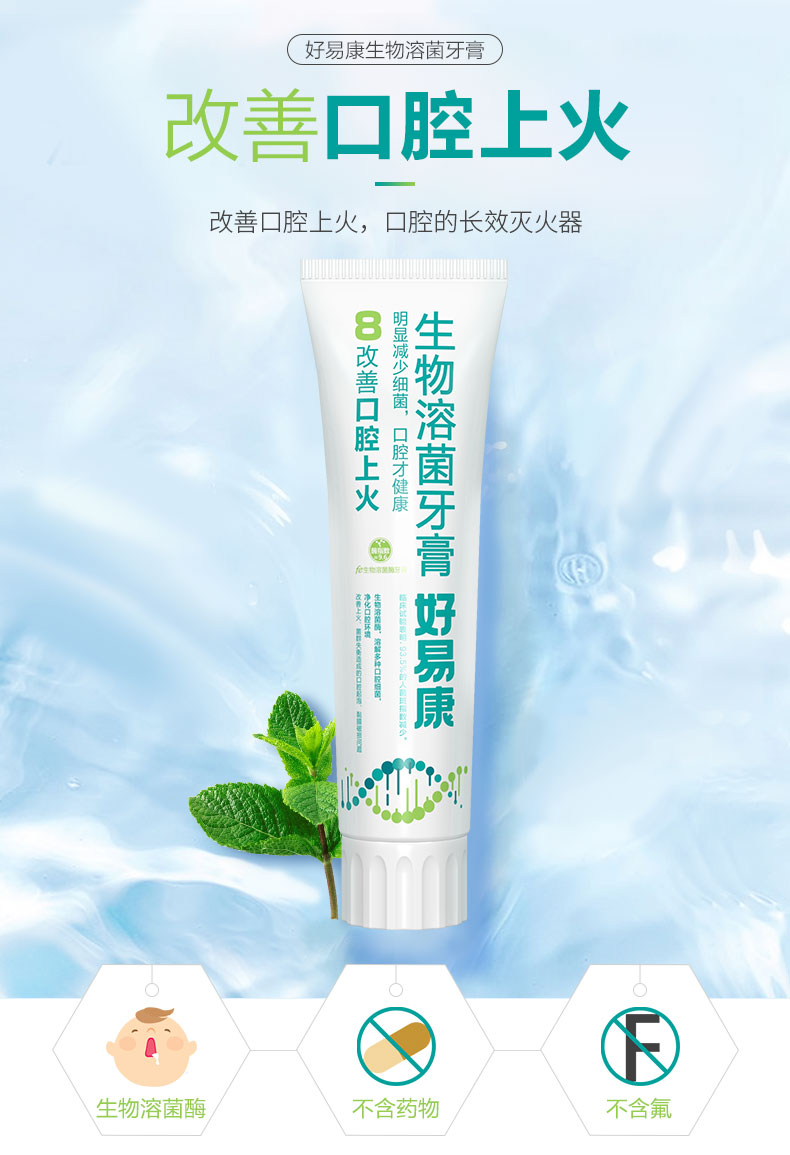 好易康生物溶菌牙膏
改善口腔上火
改善口腔上火，口腔的长效灭火器
生物溶菌牙膏 好易康
明显减少细菌，口腔才健康
8改善口腔上火
生物溶菌酶，溶解多种口腔细菌，
净化口腔环境
生物溶菌酶
不含药物
不含氟
F